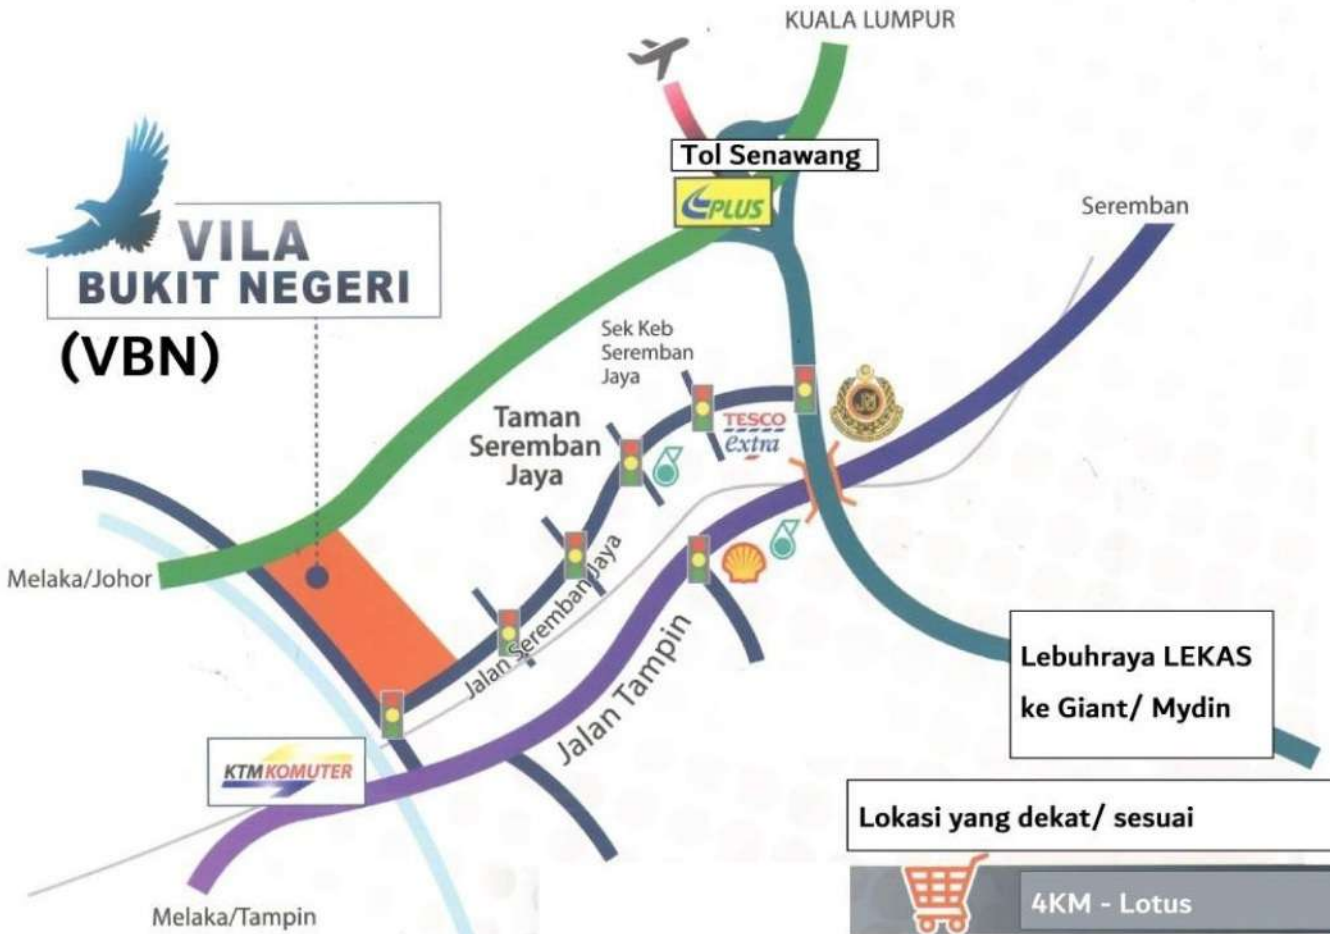 KUALA LUMPUR
Tol Senawang
PLUS
Seremban
VILA
BUKIT NEGERI
(VBN)
Sek Keb
Seremban
Jaya
Taman
Seremban
Jaya
TESCO
extra
JPJ
Melaka/Johor
Jalan Seremban Jaya
Jalan Tampin
Lebuhraya LEKAS
ke Giant/ Mydin
KTMKOMUTER
Lokasi yang dekat/ sesuai
4KM - Lotus
Melaka/Tampin